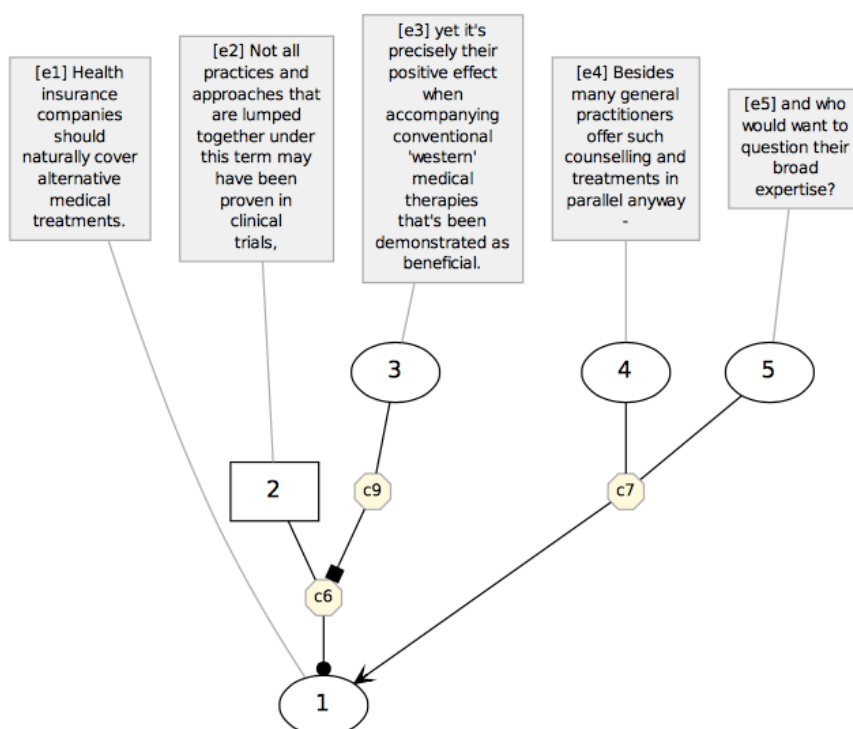 [e1] Health
insurance
companies
should
naturally cover
alternative
medical
treatments.
[e2] Not all
practices and
approaches that
are lumped
together under
this term may
have been
proven in
clinical
trials,
[e3] yet it's
precisely their
positive effect
when
accompanying
conventional
'western'
medical
therapies
that's been
demonstrated as
beneficial.
[e4] Besides
many general
practitioners
offer such
counselling and
treatments in
parallel anyway
-
[e5] and who
would want to
question their
broad
expertise?
3
4
5
2
c9
c7
c6
1